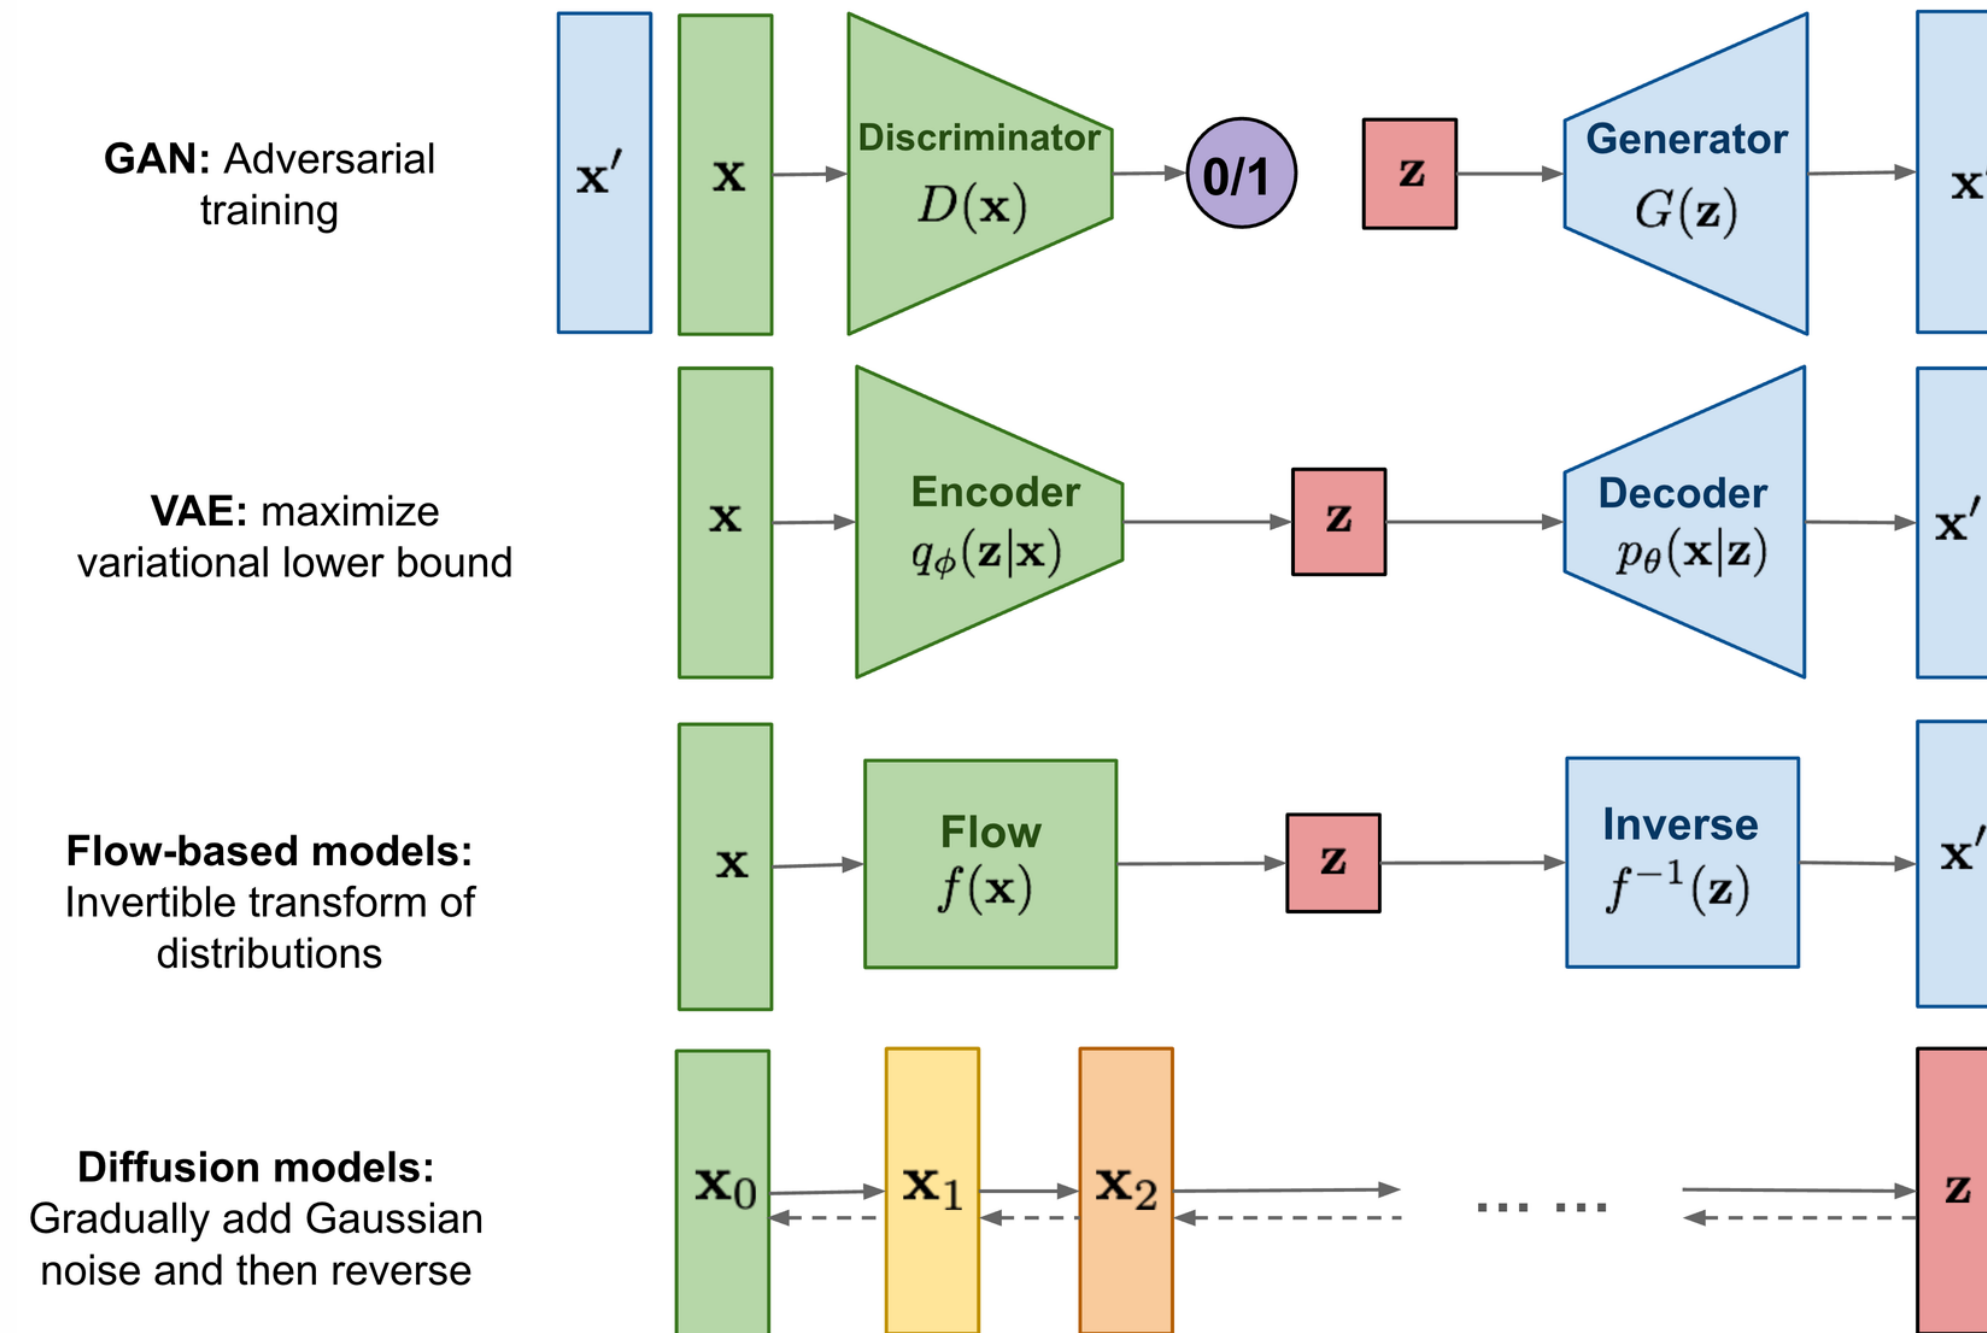 GAN: Adversarial
training
x′
x
Discriminator
D(x)
0/1
z
Generator
G(z)
x′
VAE: maximize
variational lower bound
x
Encoder
qϕ(z|x)
z
Decoder
pθ(x|z)
x′
Flow-based models:
Invertible transform of
distributions
x
Flow
f(x)
z
Inverse
f⁻¹(z)
x′
Diffusion models:
Gradually add Gaussian
noise and then reverse
x₀
x₁
x₂
... ...
z